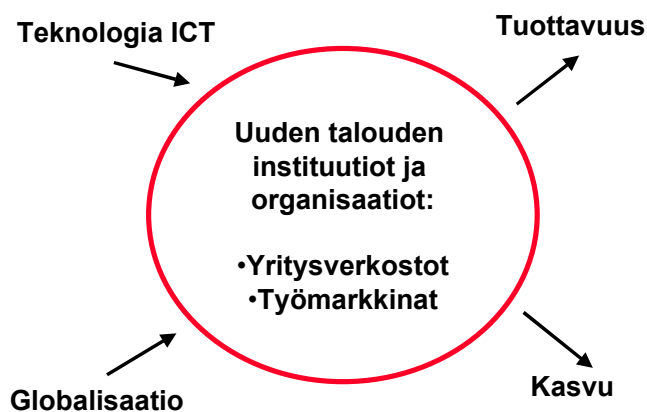 Teknologia ICT
Tuottavuus
Uuden talouden
instituutiot ja
organisaatiot:
•Yritysverkostot
•Työmarkkinat
Globalisaatio
Kasvu